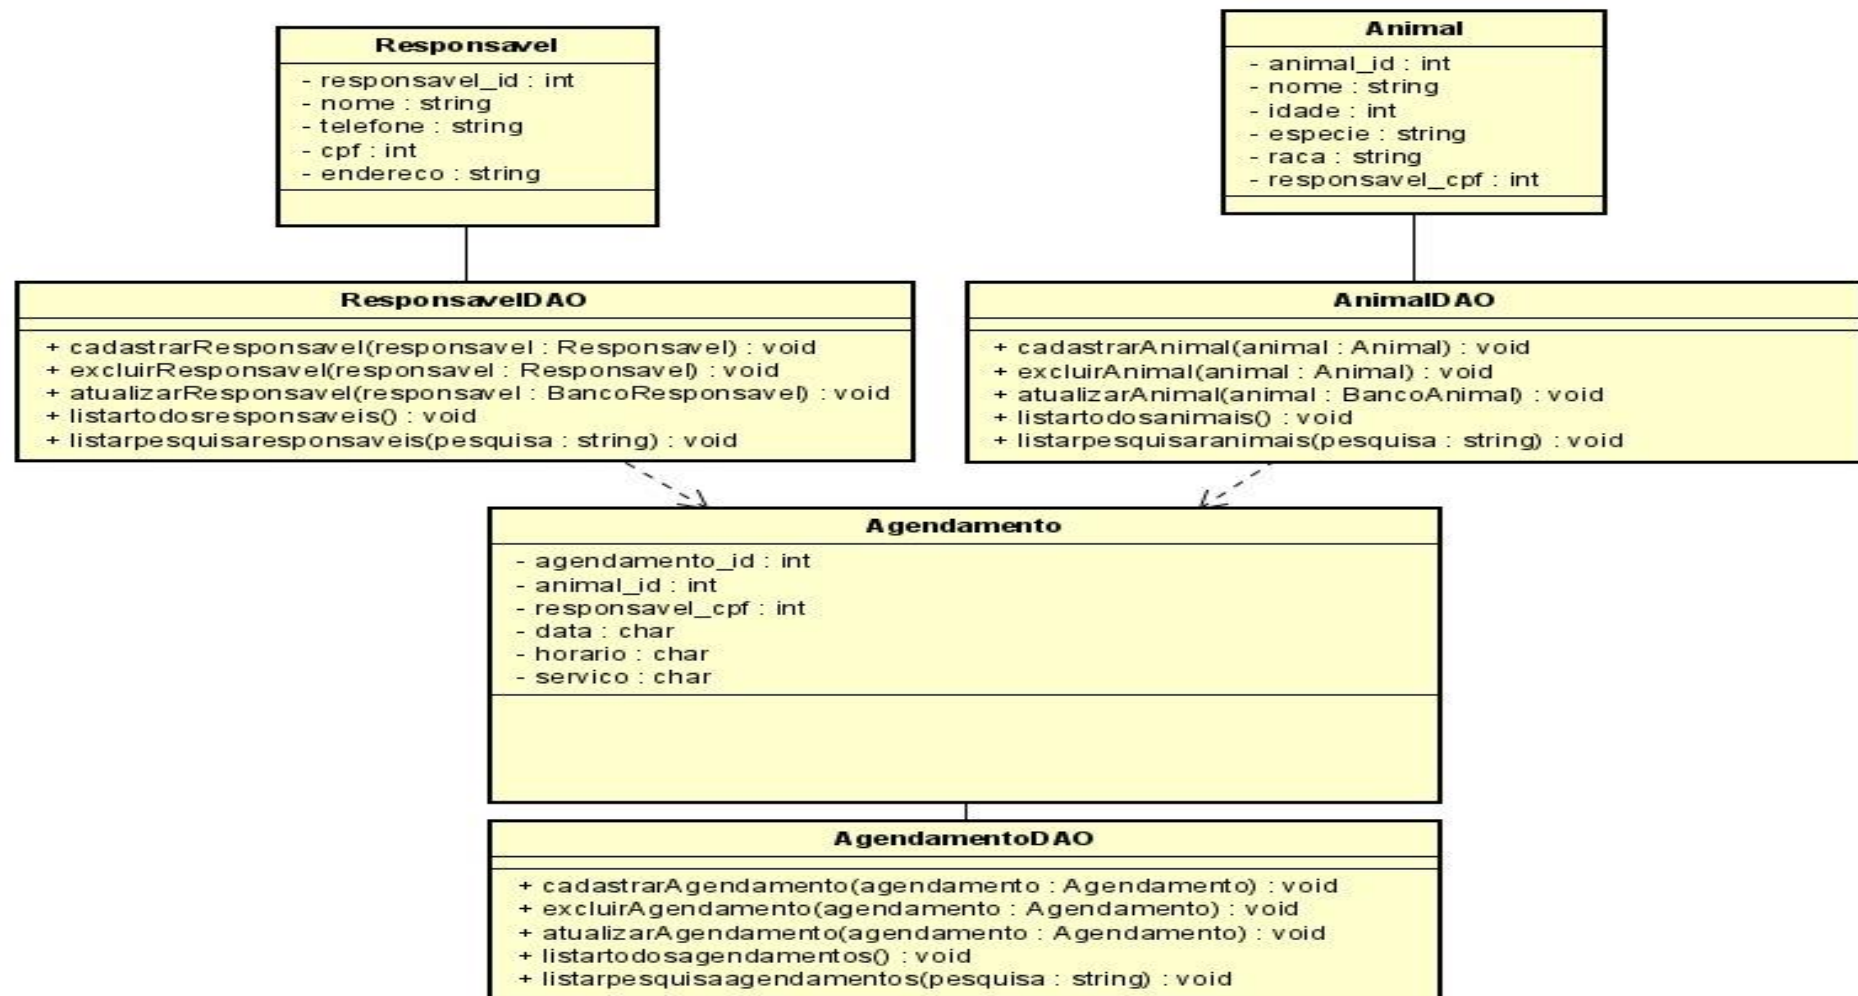 Responsavel
- responsavel_id : int
- nome : string
- telefone : string
- cpf : int
- endereco : string
Animal
- animal_id : int
- nome : string
- idade : int
- especie : string
- raca : string
- responsavel_cpf : int
ResponsavelDAO
+ cadastrarResponsavel(responsavel : Responsavel) : void
+ excluirResponsavel(responsavel : Responsavel) : void
+ atualizarResponsavel(responsavel : BancoResponsavel) : void
+ listartodosresponsaveis() : void
+ listarpesquisaresponsaveis(pesquisa : string) : void
AnimalDAO
+ cadastrarAnimal(animal : Animal) : void
+ excluirAnimal(animal : Animal) : void
+ atualizarAnimal(animal : BancoAnimal) : void
+ listartodosanimais() : void
+ listarpesquisaranimais(pesquisa : string) : void
Agendamento
- agendamento_id : int
- animal_id : int
- responsavel_cpf : int
- data : char
- horario : char
- servico : char
AgendamentoDAO
+ cadastrarAgendamento(agendamento : Agendamento) : void
+ excluirAgendamento(agendamento : Agendamento) : void
+ atualizarAgendamento(agendamento : Agendamento) : void
+ listartodosagendamentos() : void
+ listarpesquisaagendamentos(pesquisa : string) : void